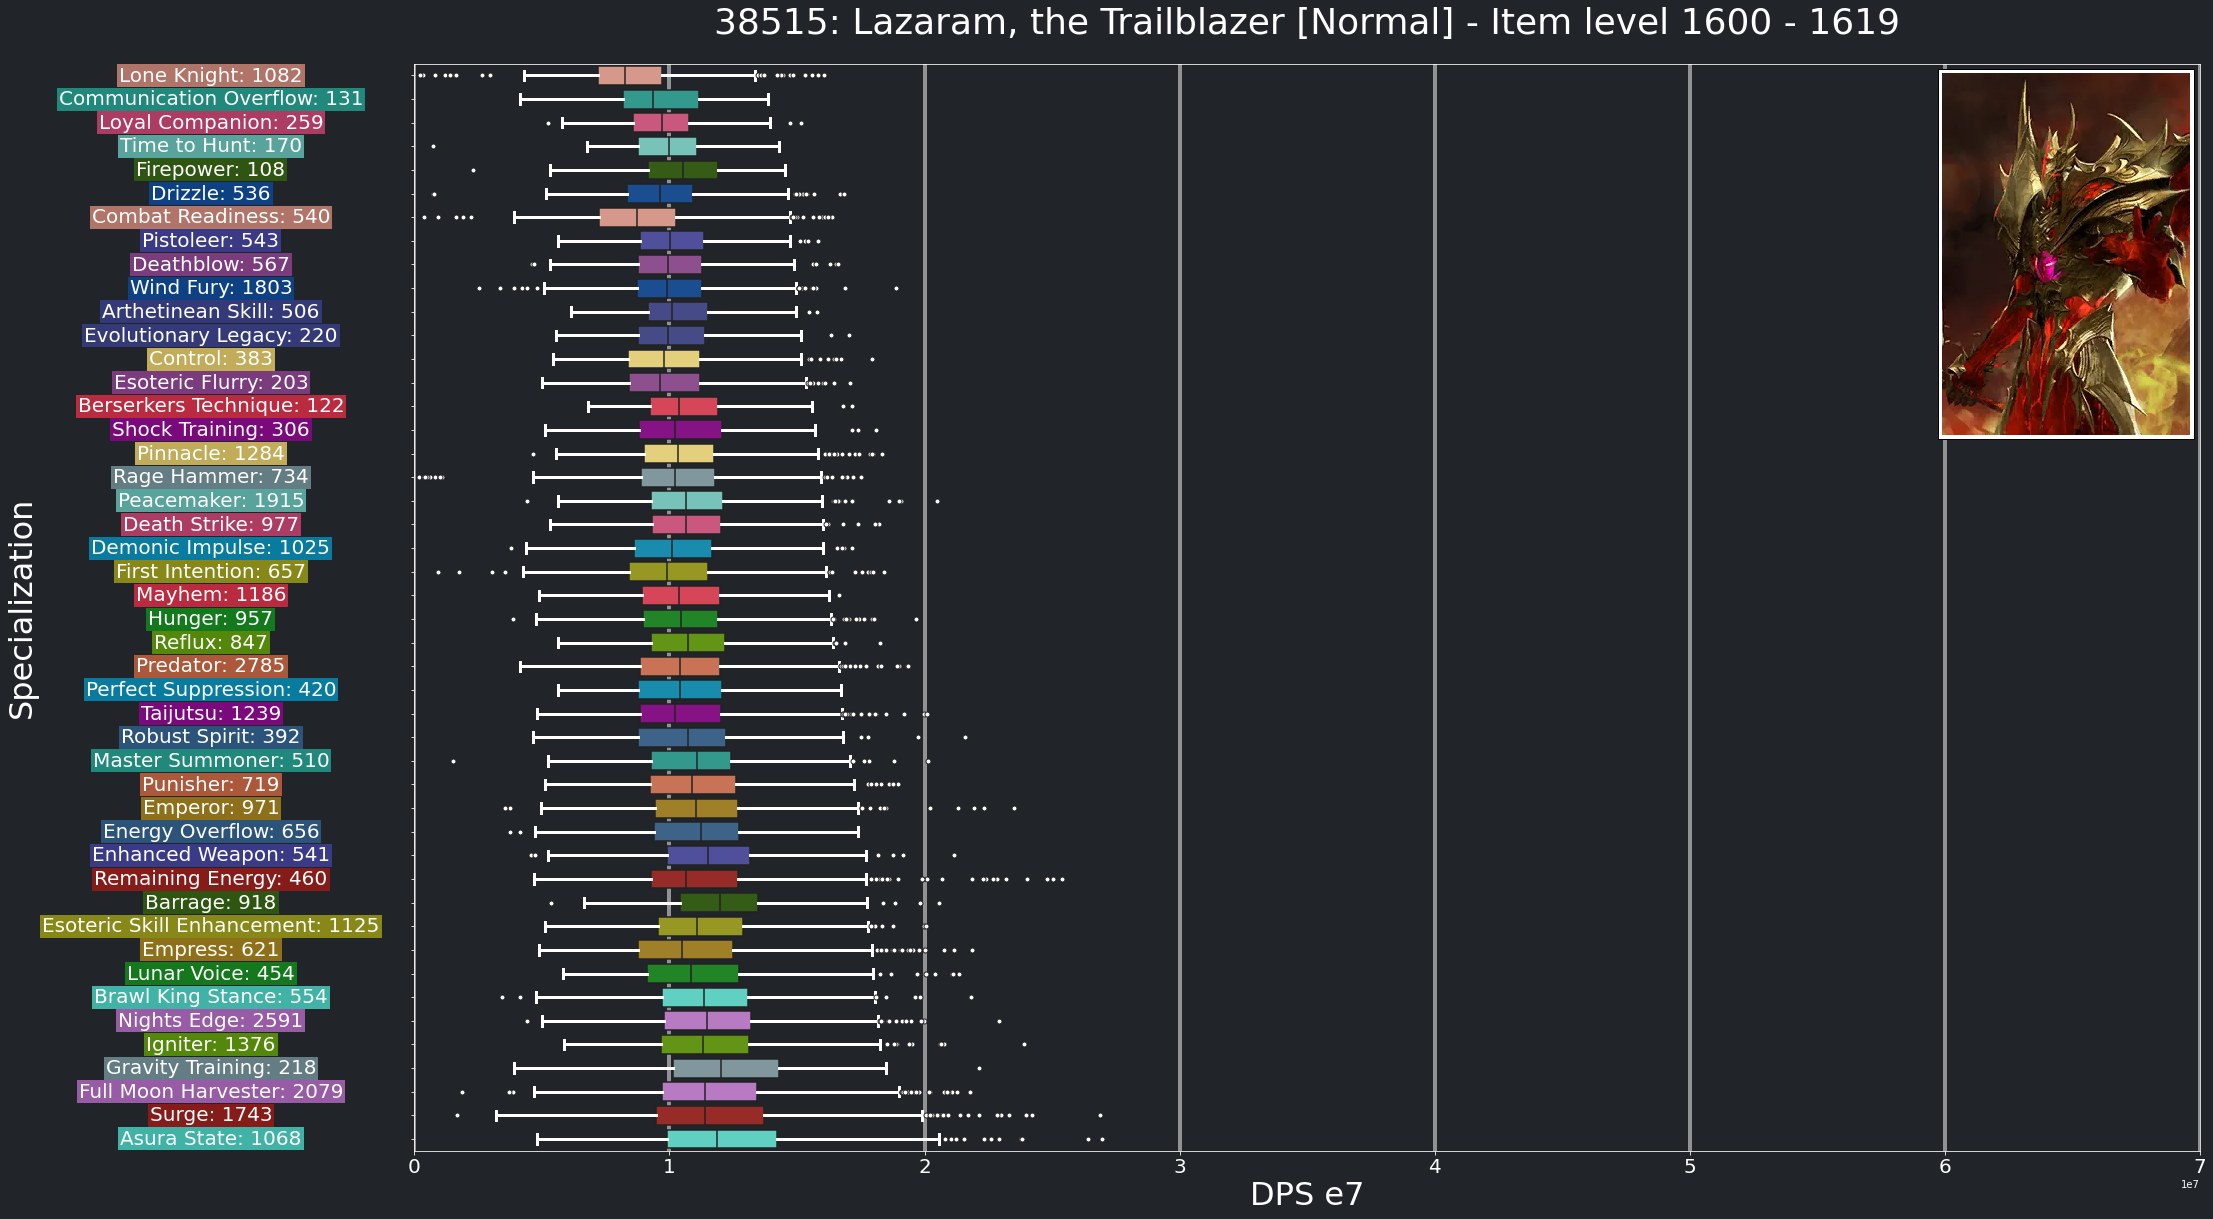 38515: Lazaram, the Trailblazer [Normal] - Item level 1600 - 1619
Lone Knight: 1082
Communication Overflow: 131
Loyal Companion: 259
Time to Hunt: 170
Firepower: 108
Drizzle: 536
Combat Readiness: 540
Pistoleer: 543
Deathblow: 567
Wind Fury: 1803
Arthetinean Skill: 506
Evolutionary Legacy: 220
Control: 383
Esoteric Flurry: 203
Berserkers Technique: 122
Shock Training: 306
Pinnacle: 1284
Rage Hammer: 734
Peacemaker: 1915
Death Strike: 977
Demonic Impulse: 1025
First Intention: 657
Mayhem: 1186
Hunger: 957
Reflux: 847
Predator: 2785
Perfect Suppression: 420
Taijutsu: 1239
Robust Spirit: 392
Master Summoner: 510
Punisher: 719
Emperor: 971
Energy Overflow: 656
Enhanced Weapon: 541
Remaining Energy: 460
Barrage: 918
Esoteric Skill Enhancement: 1125
Empress: 621
Lunar Voice: 454
Brawl King Stance: 554
Nights Edge: 2591
Igniter: 1376
Gravity Training: 218
Full Moon Harvester: 2079
Surge: 1743
Asura State: 1068
Specialization
0 1 2 3 4 5 6 7
1e7
DPS e7